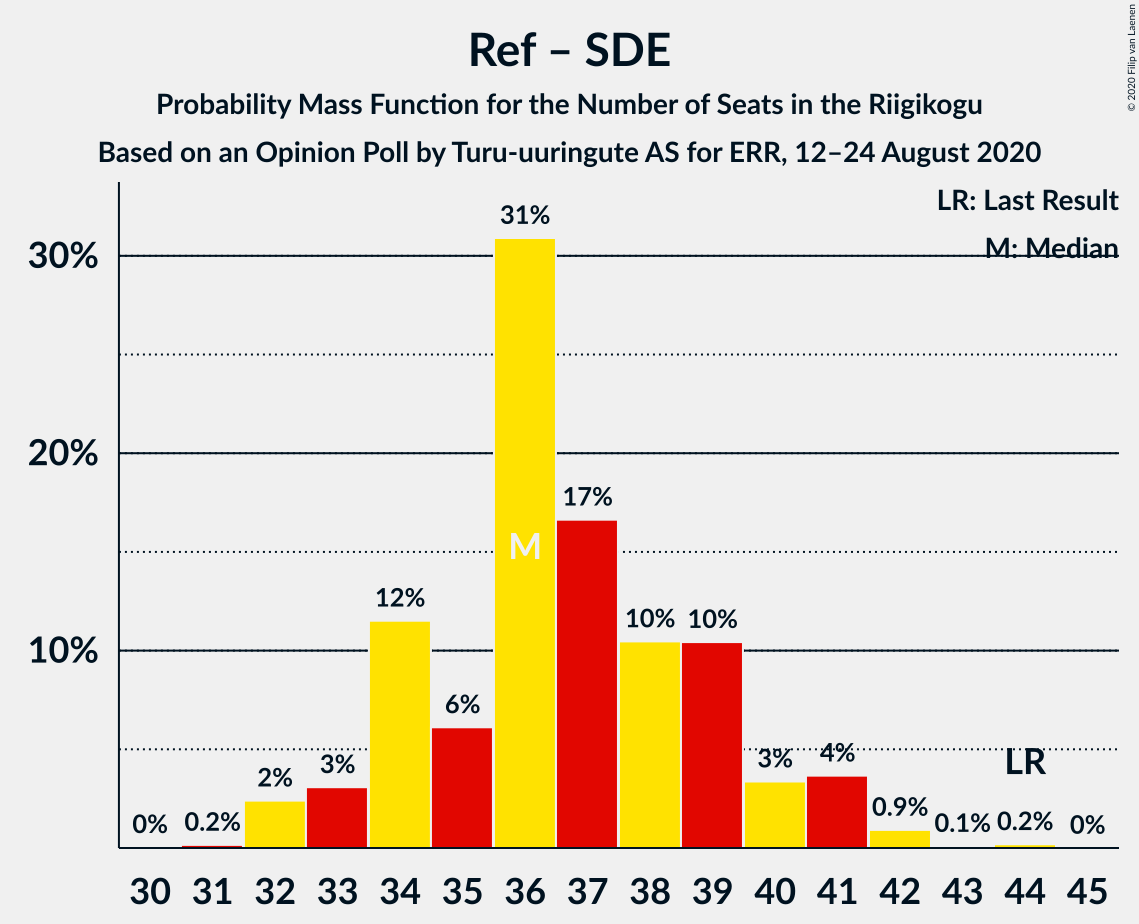 Ref – SDE
Probability Mass Function for the Number of Seats in the Riigikogu
Based on an Opinion Poll by Turu-uuringute AS for ERR, 12–24 August 2020
© 2020 Filip van Laenen
LR: Last Result
M: Median
30%
20%
10%
0%
0.2%
2%
3%
12%
6%
31%
M
17%
10%
10%
3%
4%
0.9%
0.1%
LR
0.2%
0%
30 31 32 33 34 35 36 37 38 39 40 41 42 43 44 45